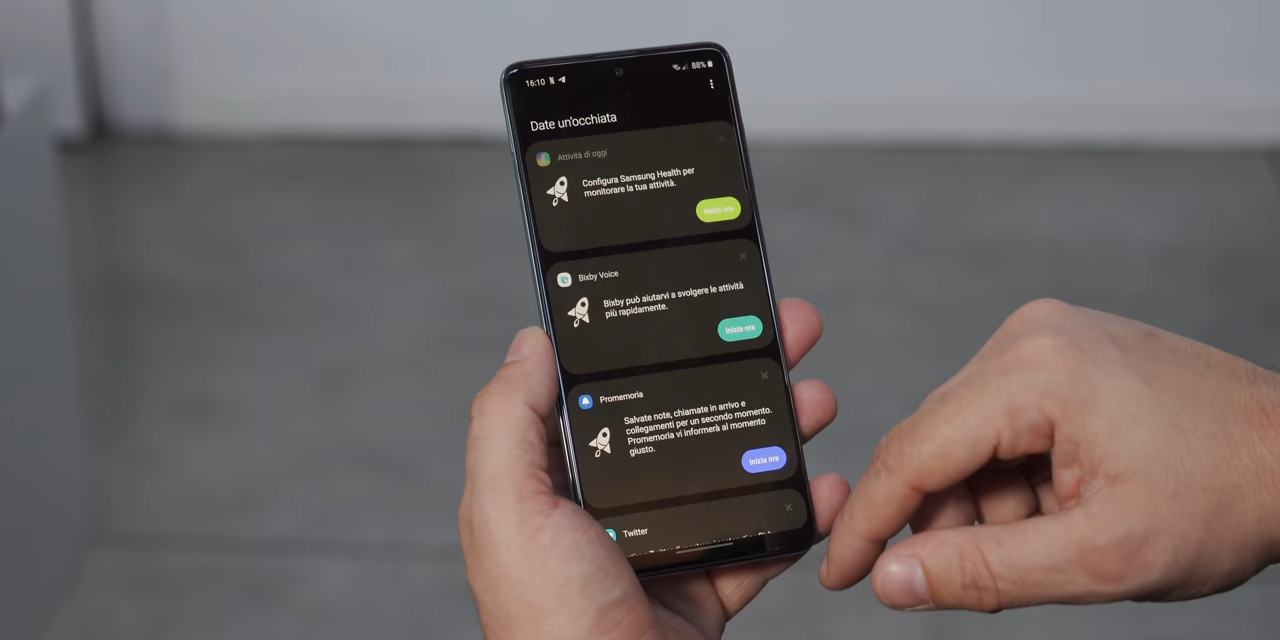 16:10
88%
Date un'occhiata
Attività di oggi
Configura Samsung Health per
monitorare la tua attività.
Inizia ora
Bixby Voice
Bixby può aiutarvi a svolgere le attività
più rapidamente.
Inizia ora
Promemoria
Salvate note, chiamate in arrivo e
collegamenti per un secondo momento.
Promemoria vi informerà al momento
giusto.
Inizia ora
Twitter